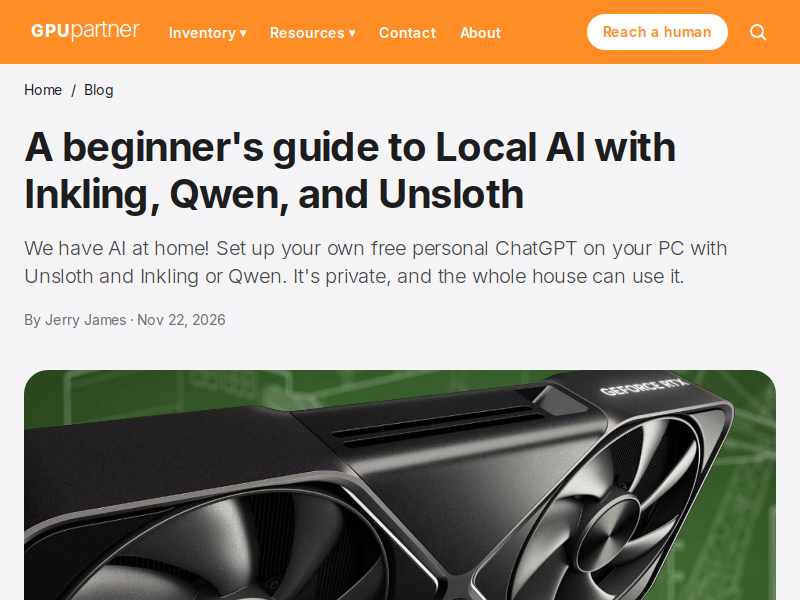 GPUpartner Inventory ▾ Resources ▾ Contact About Reach a human
Home / Blog
A beginner's guide to Local AI with
Inkling, Qwen, and Unsloth
We have AI at home! Set up your own free personal ChatGPT on your PC with
Unsloth and Inkling or Qwen. It's private, and the whole house can use it.
By Jerry James · Nov 22, 2026
GEFORCE RTX